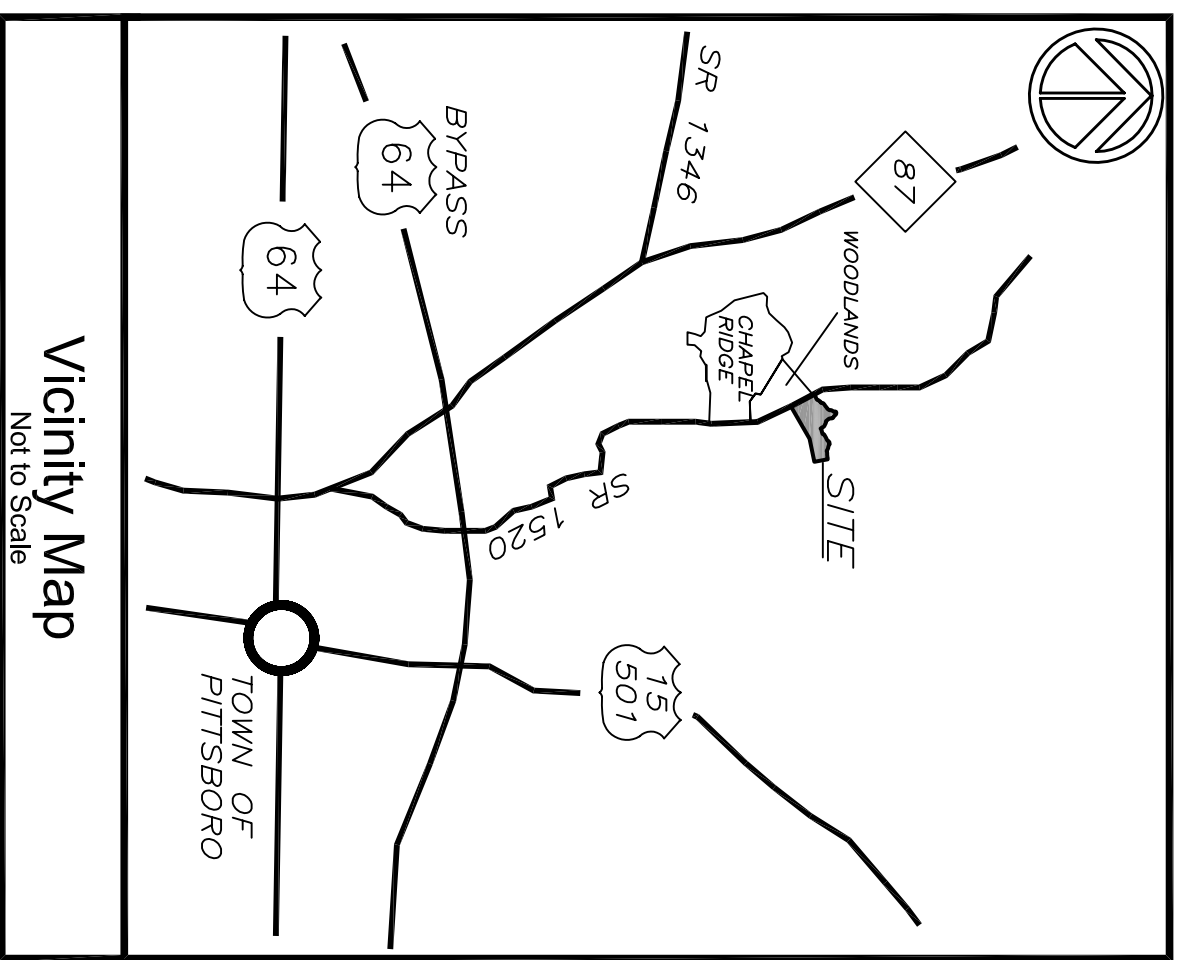 87
SR 1346
WOODLANDS
CHAPEL
RIDGE
SITE
BYPASS
64
SR 1520
15
501
64
TOWN OF
PITTSBORO
Vicinity Map
Not to Scale